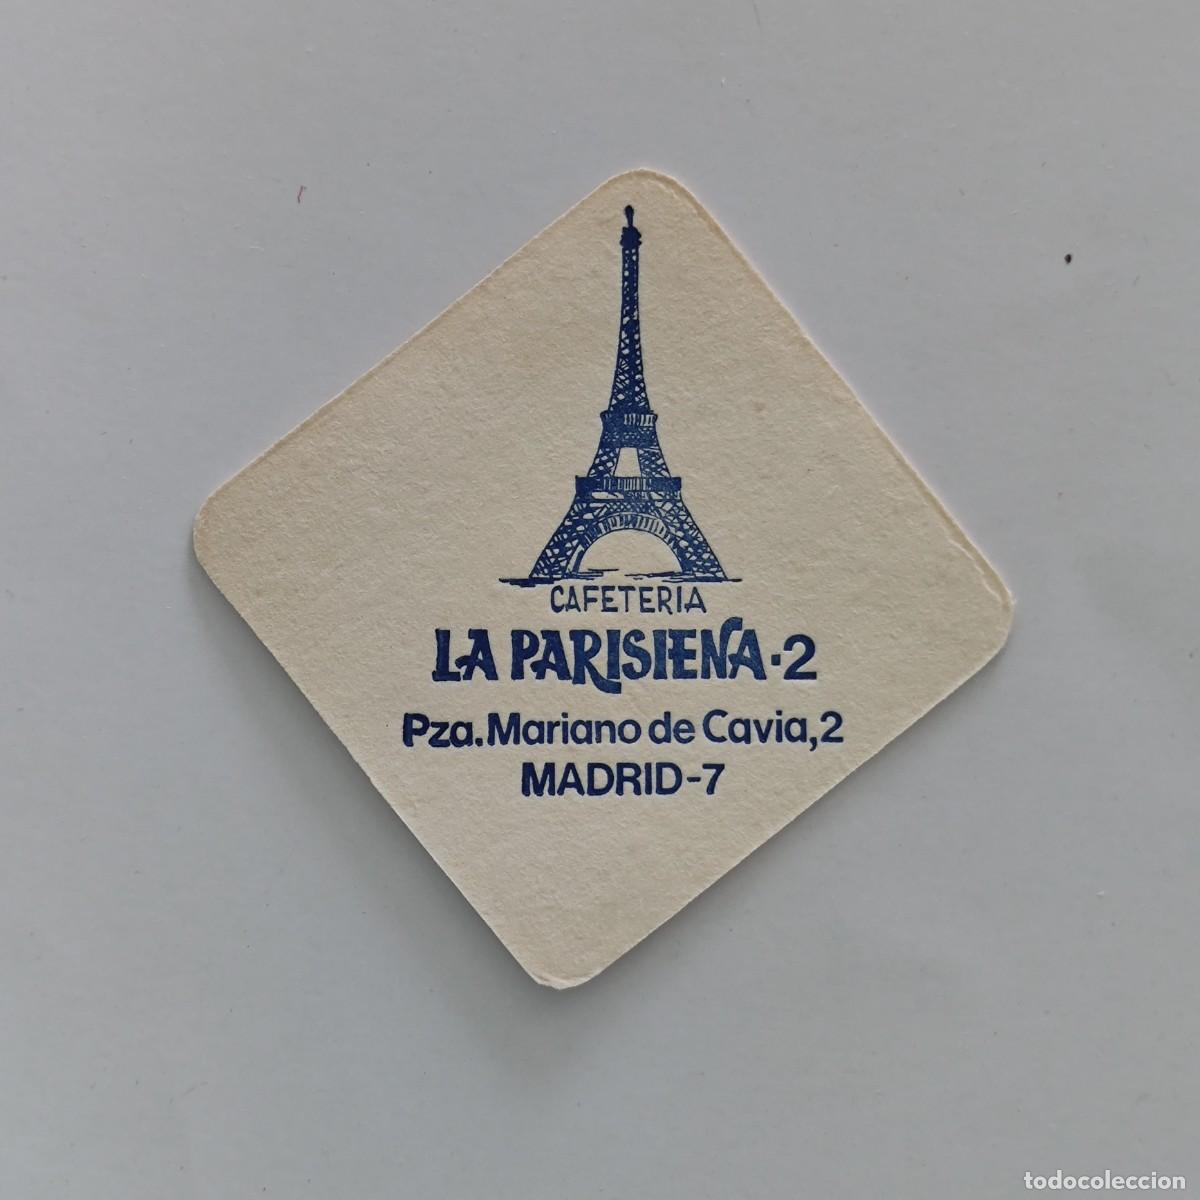 CAFETERIA
LA PARISIENA·2
Pza. Mariano de Cavia, 2
MADRID-7
todocoleccion